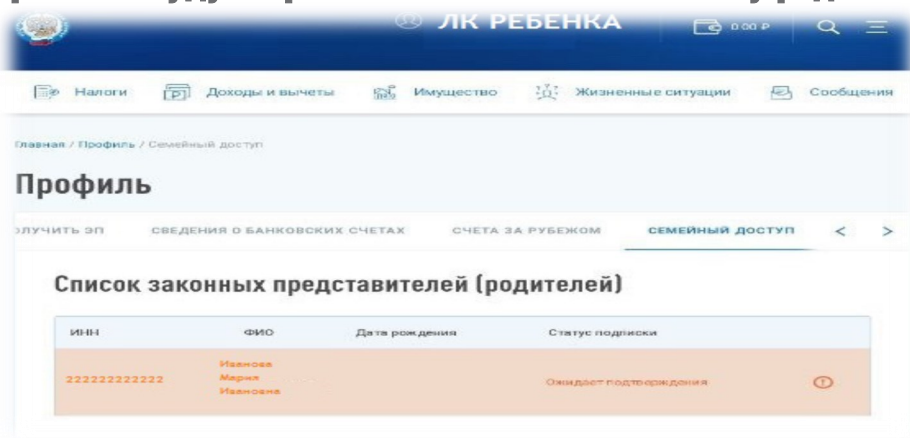 ЛК РЕБЕНКА
0.00 ₽
Налоги
Доходы и вычеты
Имущество
Жизненные ситуации
Сообщения
Главная / Профиль / Семейный доступ
Профиль
ОЛУЧИТЬ ЭП
СВЕДЕНИЯ О БАНКОВСКИХ СЧЕТАХ
СЧЕТА ЗА РУБЕЖОМ
СЕМЕЙНЫЙ ДОСТУП
< >
Список законных представителей (родителей)
ИНН
ФИО
Дата рождения
Статус подписки
222222222222
Иванова
Мария
Ивановна
Ожидает подтверждения